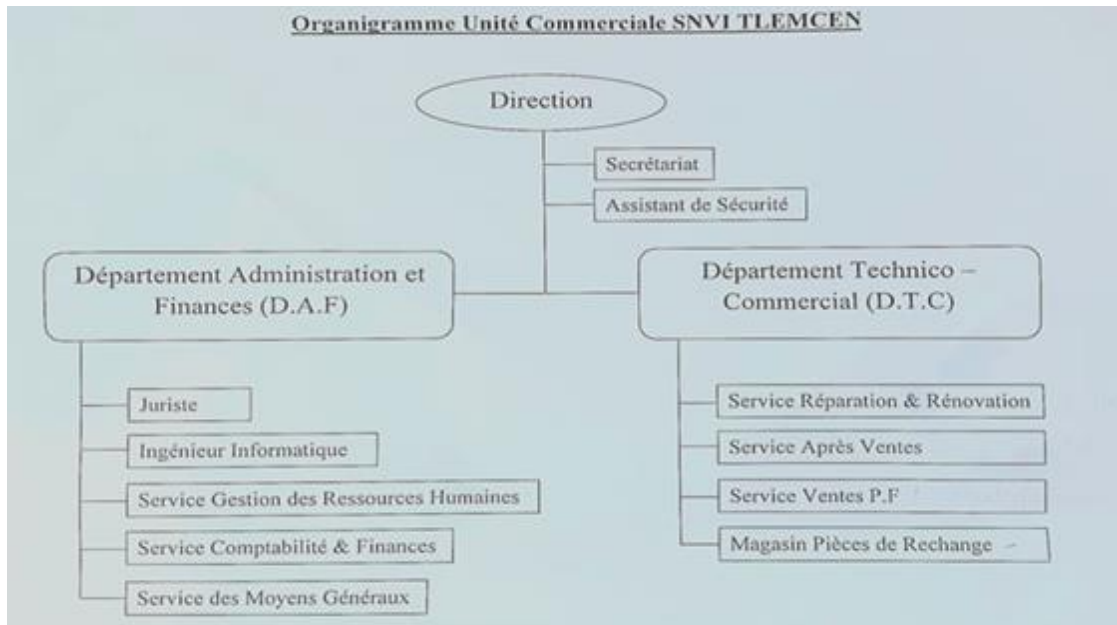 Organigramme Unité Commerciale SNVI TLEMCEN
Direction
Secrétariat
Assistant de Sécurité
Département Administration et
Finances (D.A.F)
Juriste
Ingénieur Informatique
Service Gestion des Ressources Humaines
Service Comptabilité & Finances
Service des Moyens Généraux
Département Technico –
Commercial (D.T.C)
Service Réparation & Rénovation
Service Après Ventes
Service Ventes P.F
Magasin Pièces de Rechange